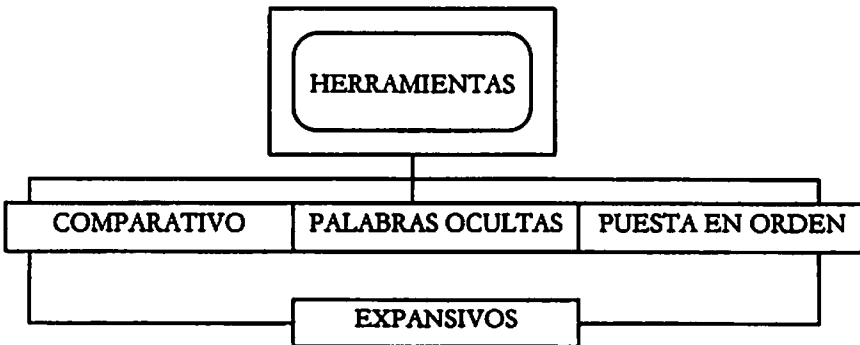 HERRAMIENTAS
COMPARATIVO
PALABRAS OCULTAS
PUESTA EN ORDEN
EXPANSIVOS